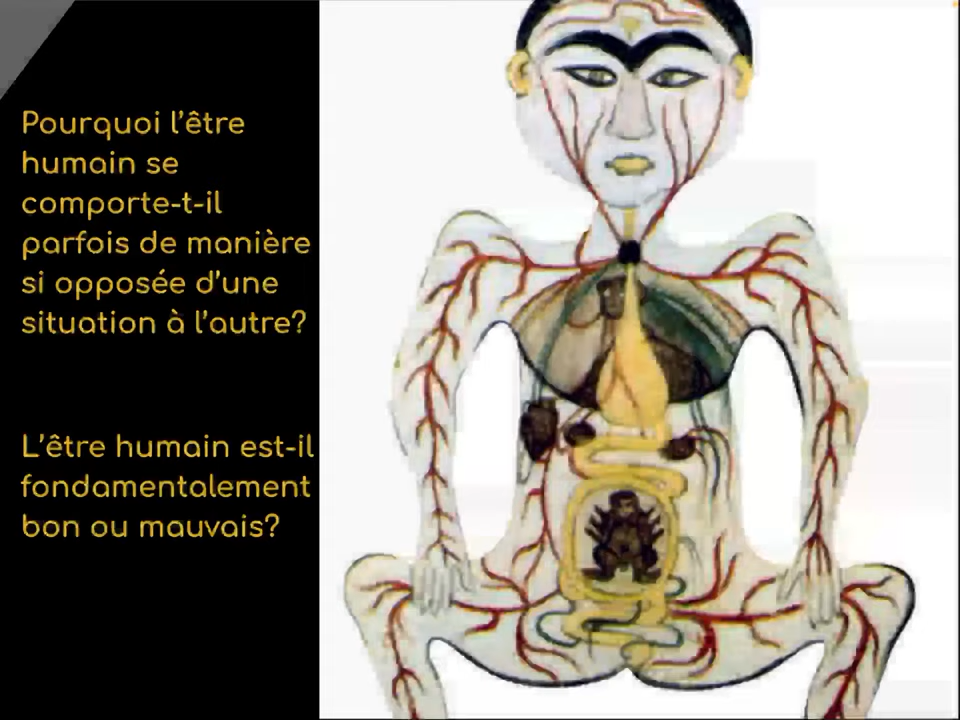 Pourquoi l'être
humain se
comporte-t-il
parfois de manière
si opposée d'une
situation à l'autre?
L'être humain est-il
fondamentalement
bon ou mauvais?